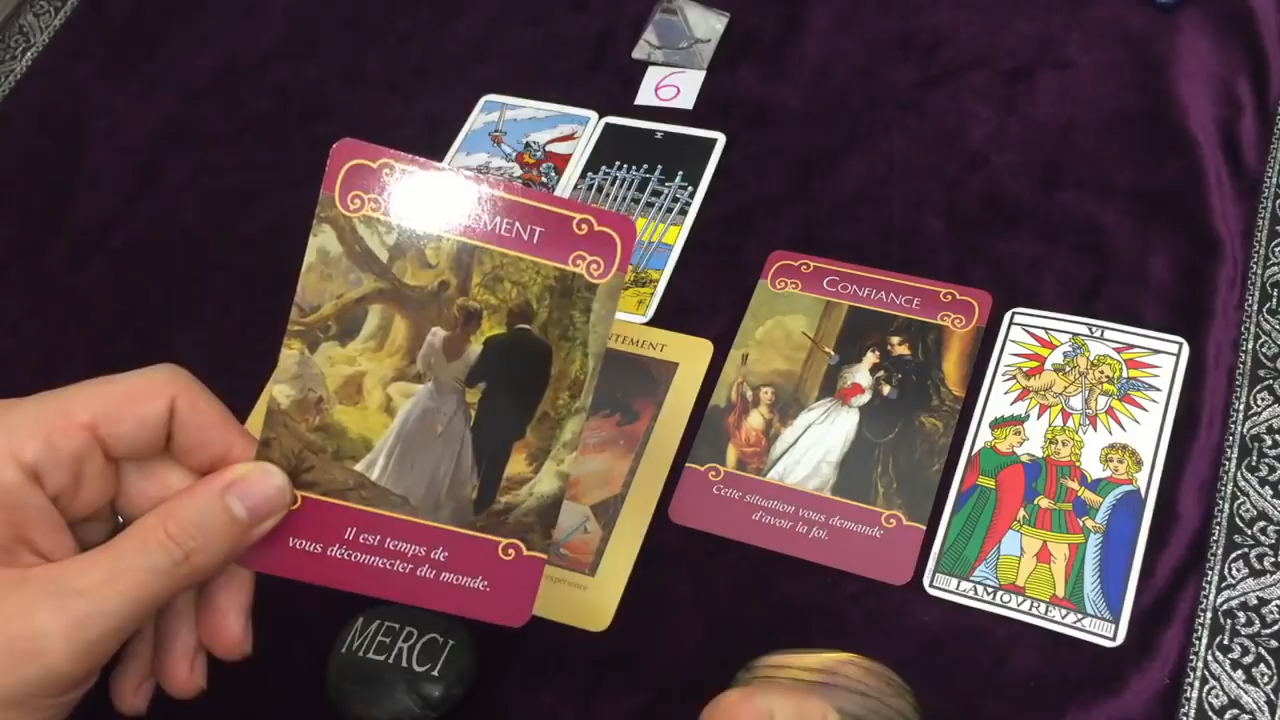 6
X
EMENT
Il est temps de
vous déconnecter du monde.
NTEMENT
expérience
CONFIANCE
Cette situation vous demande
d'avoir la foi.
VI
LAMOVREVX
MERCI